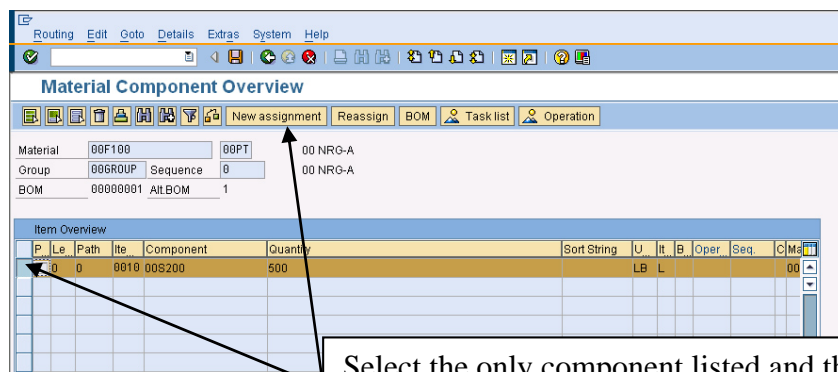 Routing Edit Goto Details Extras System Help
Material Component Overview
New assignment Reassign BOM Task list Operation
Material 00F100 00PT 00 NRG-A
Group 00GROUP Sequence 0 00 NRG-A
BOM 00000001 Alt.BOM 1
Item Overview
P... Le... Path Ite... Component Quantity Sort String U... It... B... Oper... Seq. C Ma
0 0 0010 00S200 500 LB L 00
Select the only component listed and th